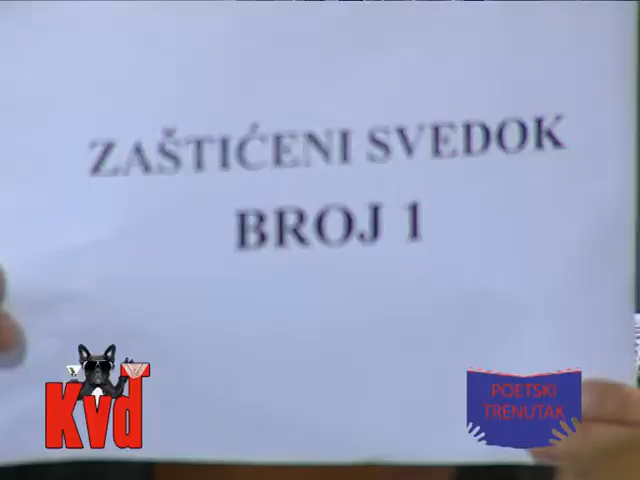 ZAŠTIĆENI SVEDOK
BROJ 1
Kvd
POETSKI
TRENUTAK